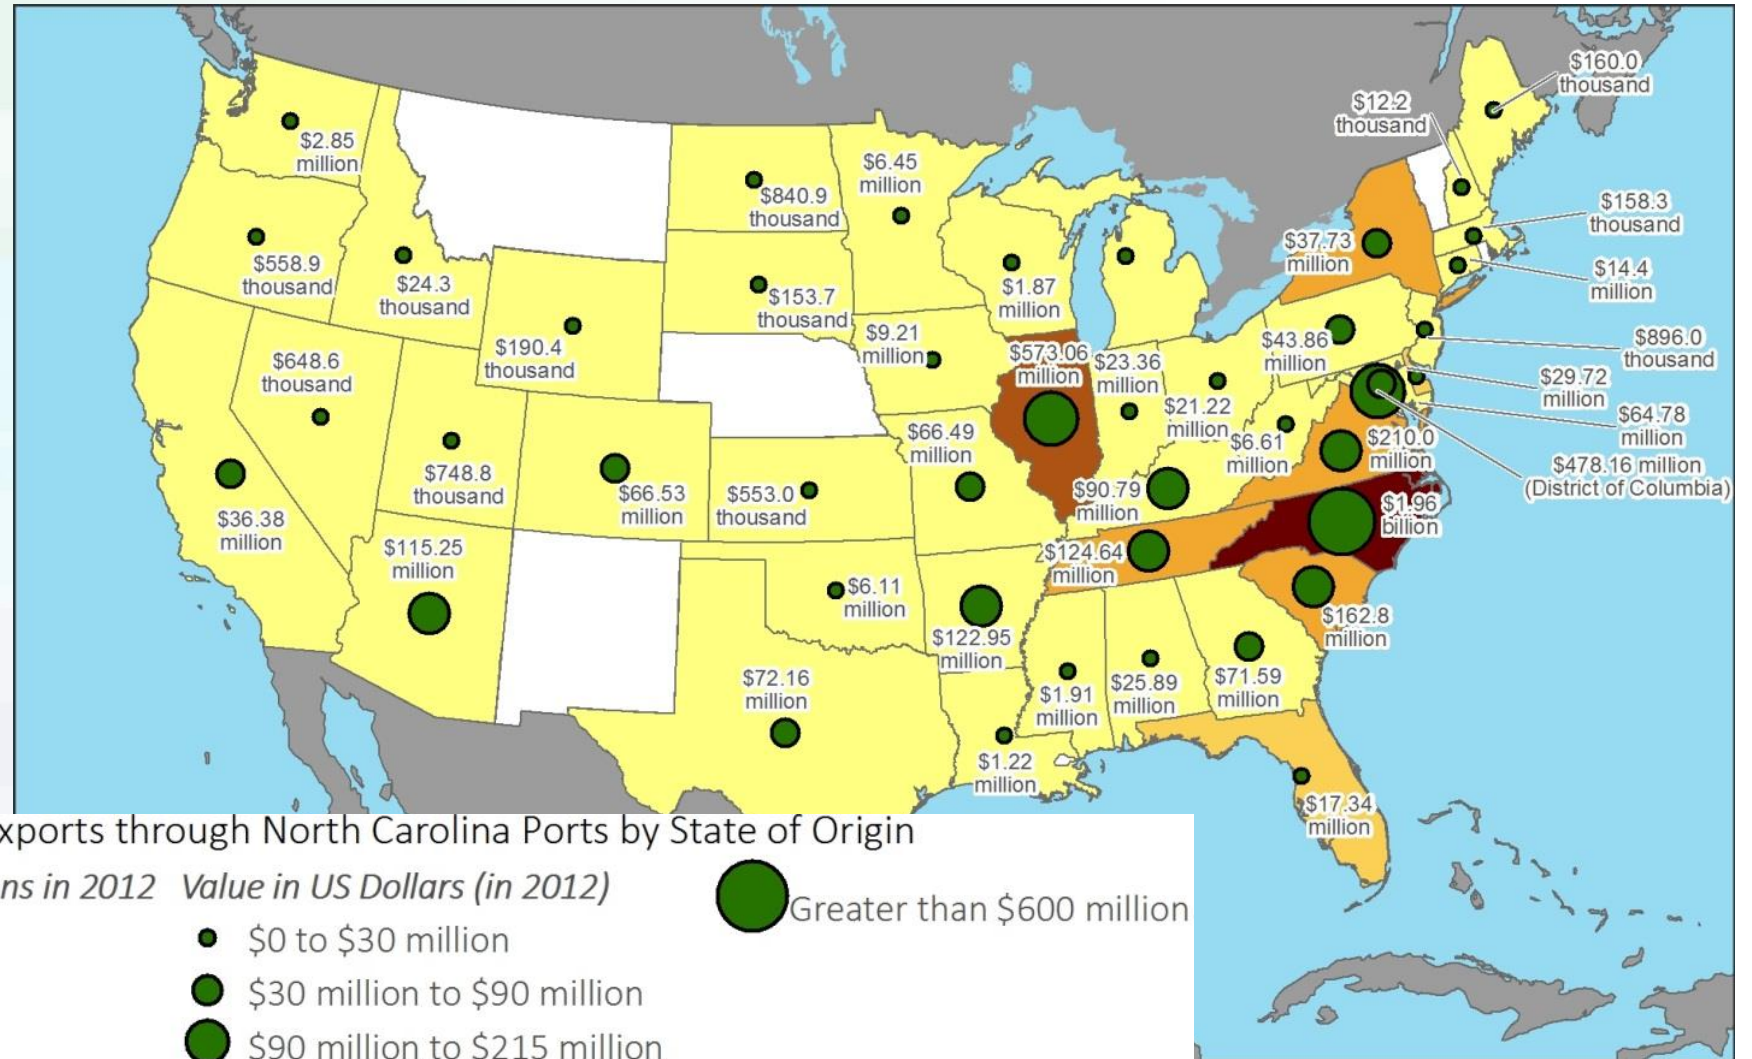 $160.0
thousand
$12.2
thousand
$2.85
million
$6.45
million
$840.9
thousand
$158.3
thousand
$37.73
million
$558.9
thousand
$24.3
thousand
$14.4
million
$1.87
million
$153.7
thousand
$9.21
million
$190.4
thousand
$648.6
thousand
$573.06
million
$23.36
million
$43.86
million
$896.0
thousand
$29.72
million
$21.22
million
$64.78
million
$66.49
million
$6.61
million
$210.0
million
$478.16 million
(District of Columbia)
$748.8
thousand
$66.53
million
$553.0
thousand
$90.79
million
$1.96
billion
$36.38
million
$115.25
million
$124.64
million
$6.11
million
$122.95
million
$162.8
million
$72.16
million
$1.91
million
$25.89
million
$71.59
million
$1.22
million
$17.34
million
xports through North Carolina Ports by State of Origin
ns in 2012 Value in US Dollars (in 2012)
Greater than $600 million
$0 to $30 million
$30 million to $90 million
$90 million to $215 million